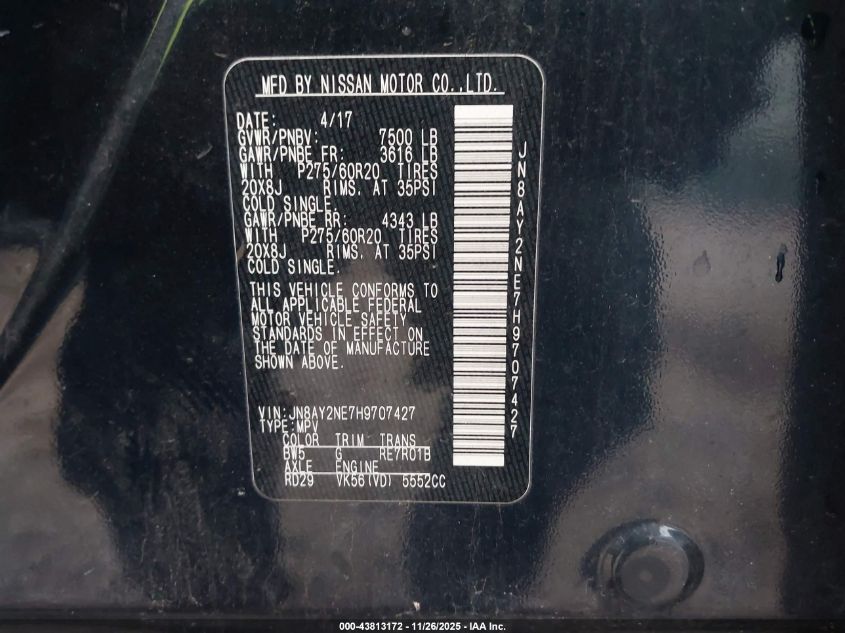 MFD BY NISSAN MOTOR CO.,LTD.
DATE: 4/17
GVWR/PNBV: 7500 LB
GAWR/PNBE FR: 3616 LB
WITH P275/60R20 TIRES
20X8J RIMS. AT 35PSI
COLD SINGLE.
GAWR/PNBE RR: 4343 LB
WITH P275/60R20 TIRES
20X8J RIMS. AT 35PSI
COLD SINGLE.
THIS VEHICLE CONFORMS TO
ALL APPLICABLE FEDERAL
MOTOR VEHICLE SAFETY
STANDARDS IN EFFECT ON
THE DATE OF MANUFACTURE
SHOWN ABOVE.
VIN:JN8AY2NE7H9707427
TYPE:MPV
COLOR TRIM TRANS
BW5 G RE7R01B
AXLE ENGINE
RD29 VK56(VD) 5552CC
JN8AY2NE7H9707427
000-43813172 - 11/26/2025 - IAA Inc.